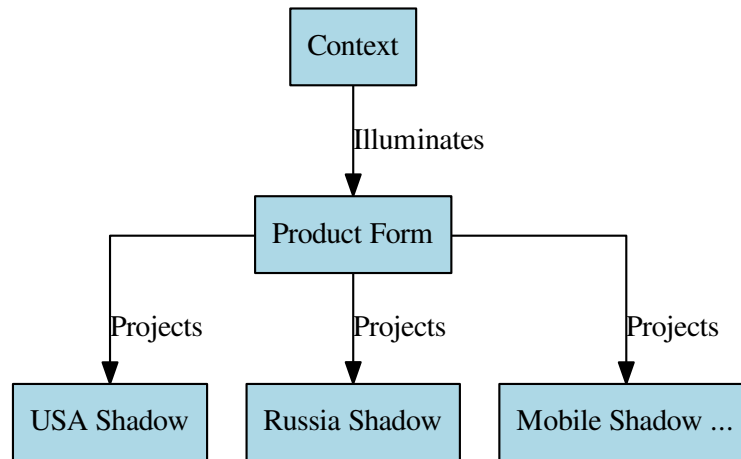 Context
Illuminates
Product Form
Projects
Projects
Projects
USA Shadow
Russia Shadow
Mobile Shadow ...